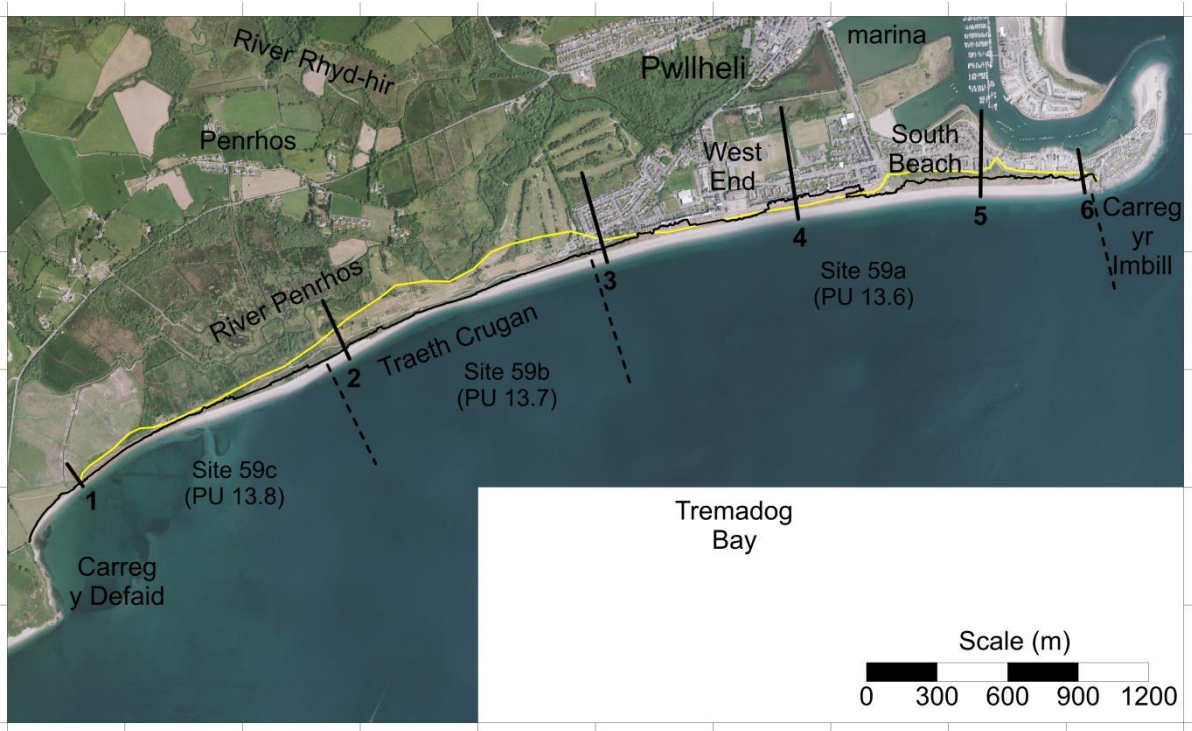 River Rhyd-hir
marina
Pwllheli
Penrhos
West
End
South
Beach
River Penrhos
Traeth Crugan
1
2
3
4
5
6
Carreg
yr
Imbill
Site 59a
(PU 13.6)
Site 59b
(PU 13.7)
Site 59c
(PU 13.8)
Carreg
y Defaid
Tremadog
Bay
Scale (m)
0 300 600 900 1200